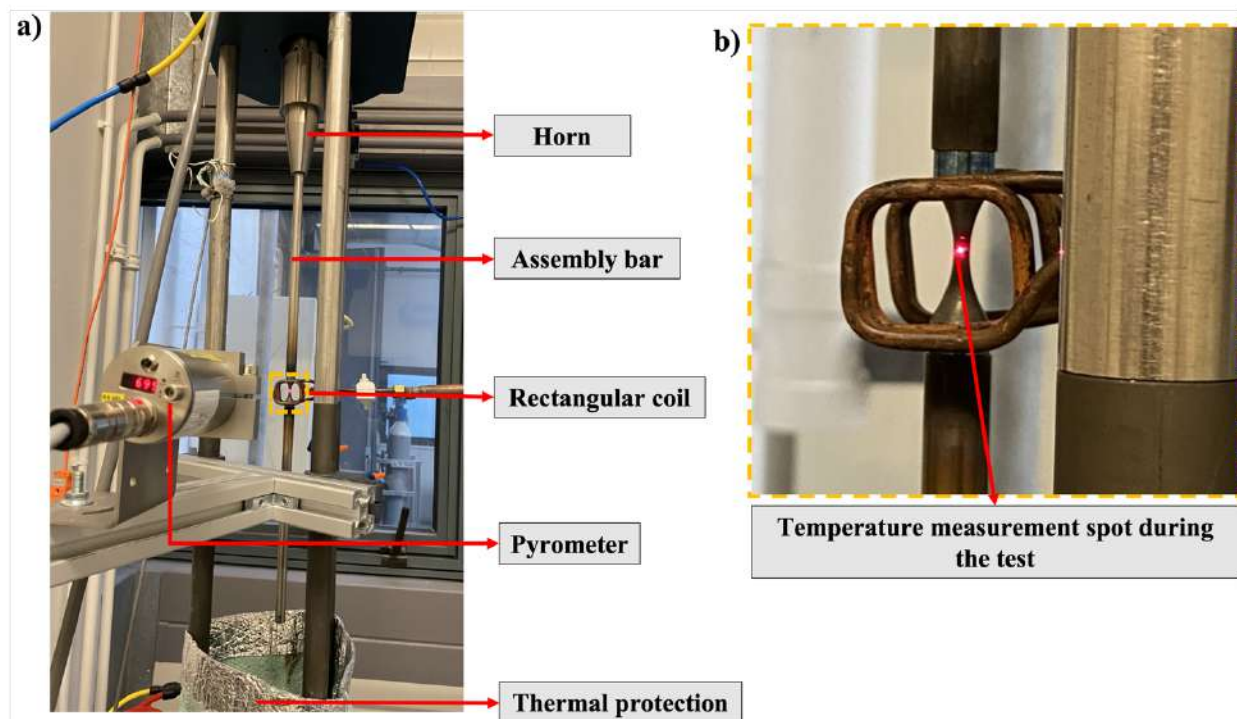 a)
b)
Horn
Assembly bar
Rectangular coil
Pyrometer
Thermal protection
Temperature measurement spot during
the test